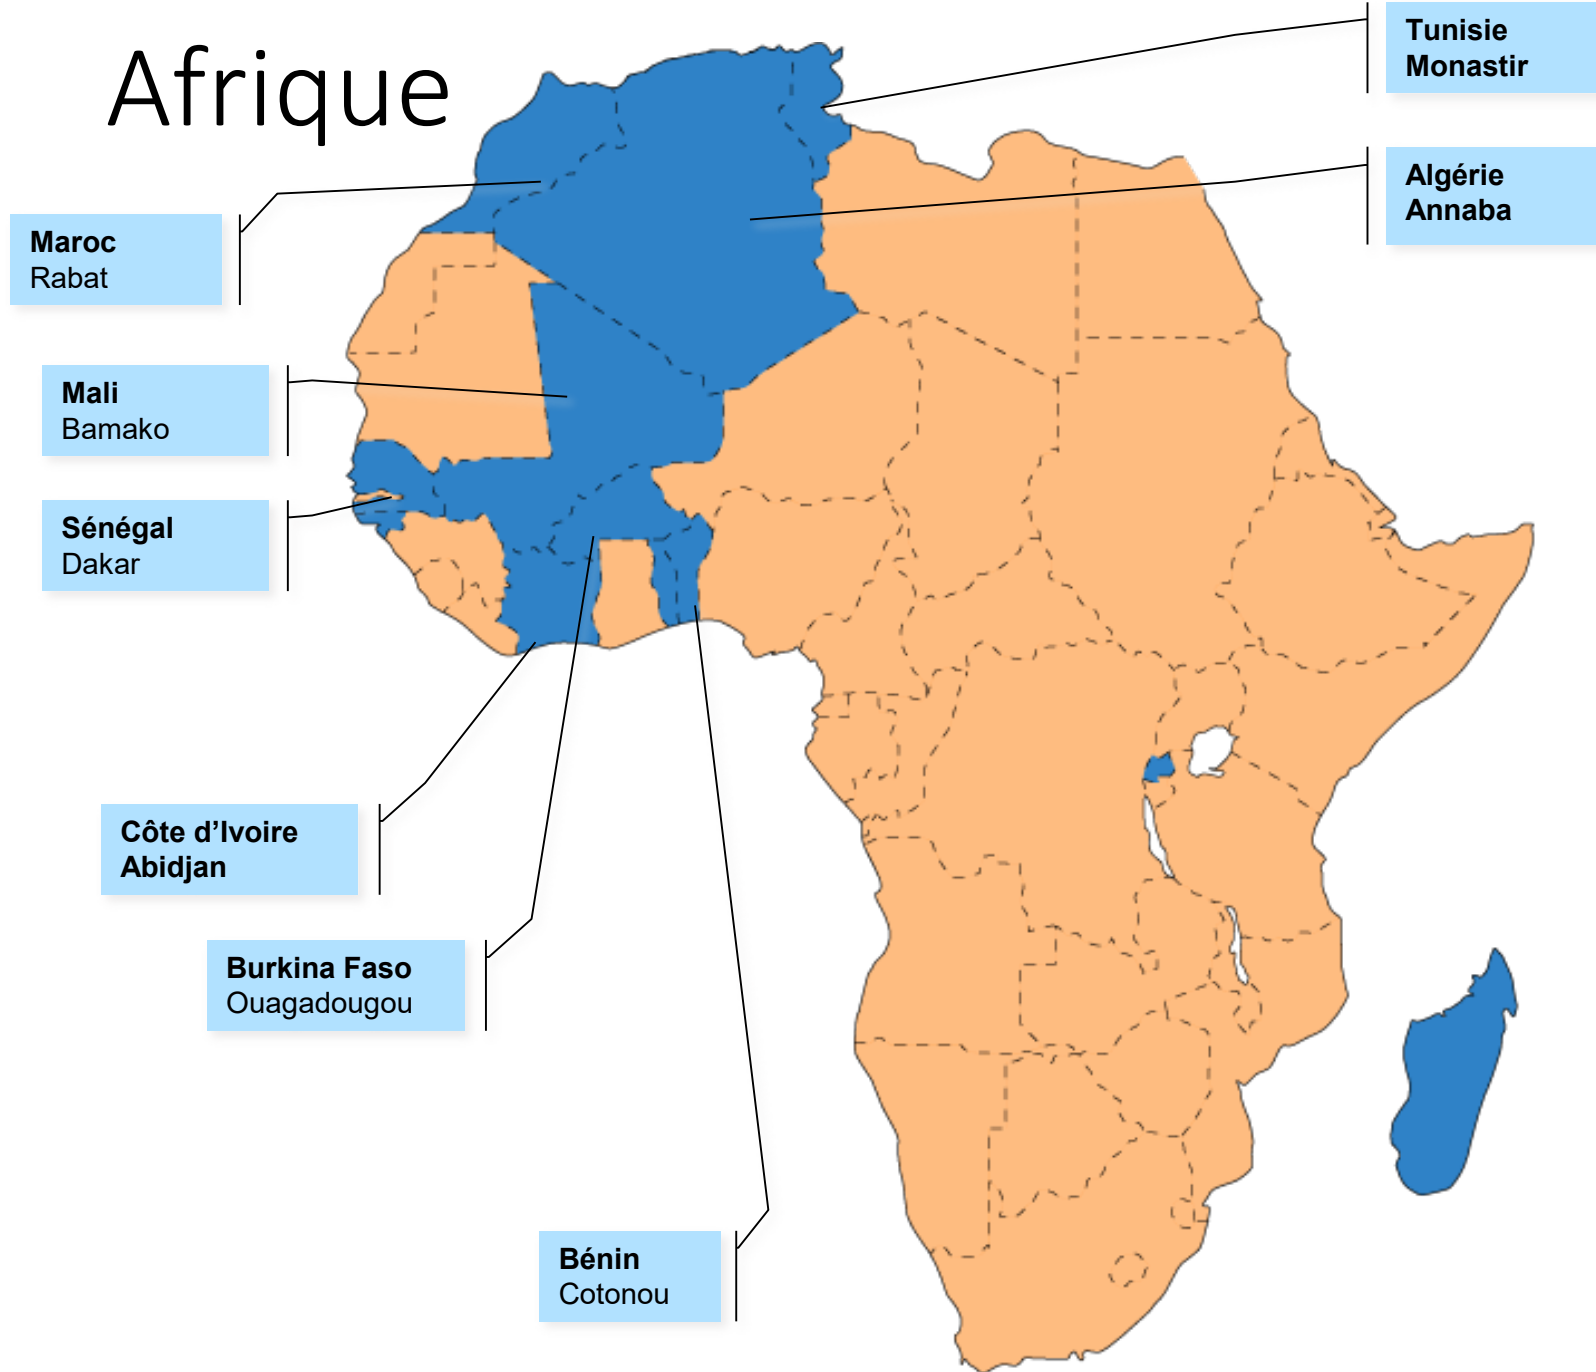 Afrique
Tunisie
Monastir
Algérie
Annaba
Maroc
Rabat
Mali
Bamako
Sénégal
Dakar
Côte d’Ivoire
Abidjan
Burkina Faso
Ouagadougou
Bénin
Cotonou